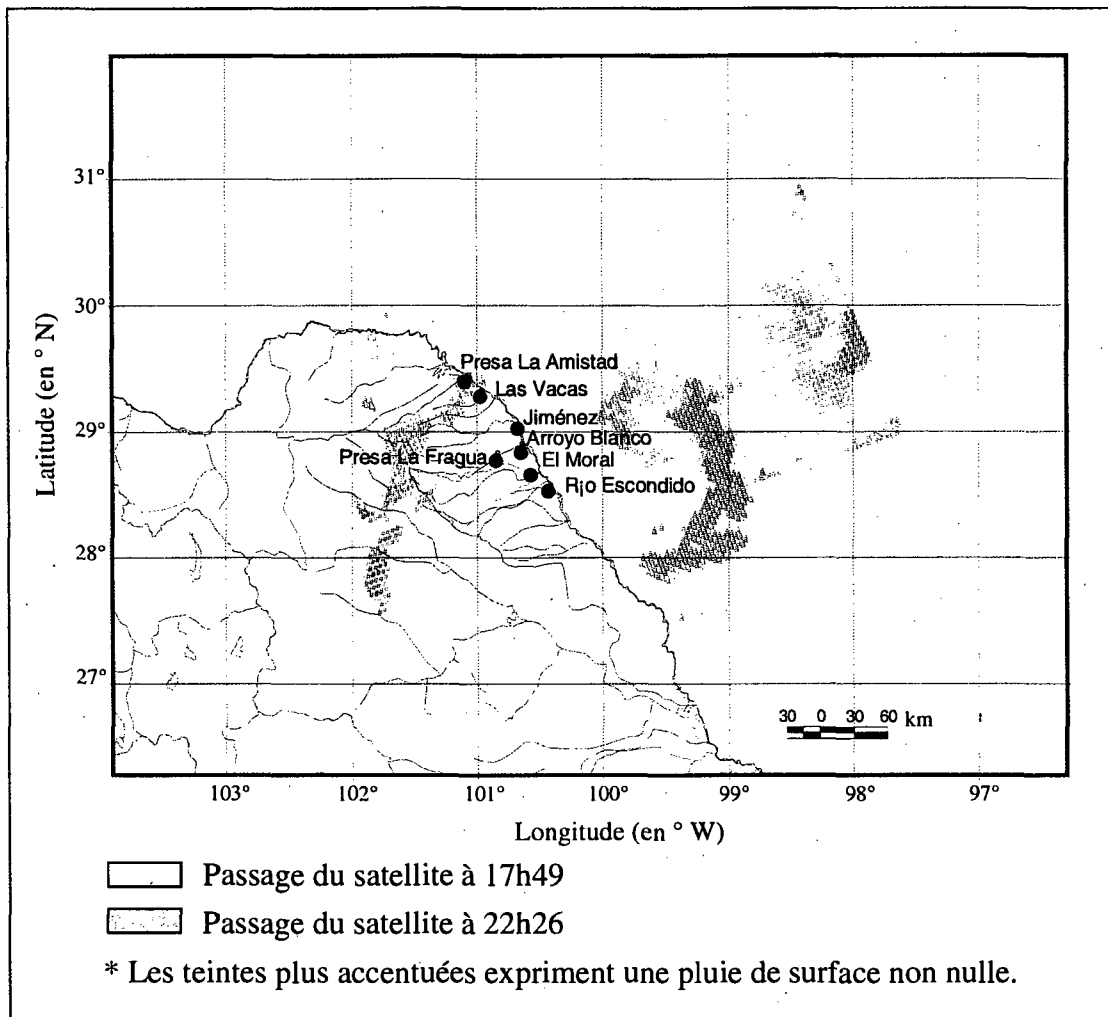 31°
30°
29°
28°
27°
Latitude (en ° N)
Presa La Amistad
Las Vacas
Jiménez
Arroyo Blanco
Presa La Fragua
El Moral
R¡o Escondido
30 0 30 60 km
103° 102° 101° 100° 99° 98° 97°
Longitude (en ° W)
Passage du satellite à 17h49
Passage du satellite à 22h26
* Les teintes plus accentuées expriment une pluie de surface non nulle.